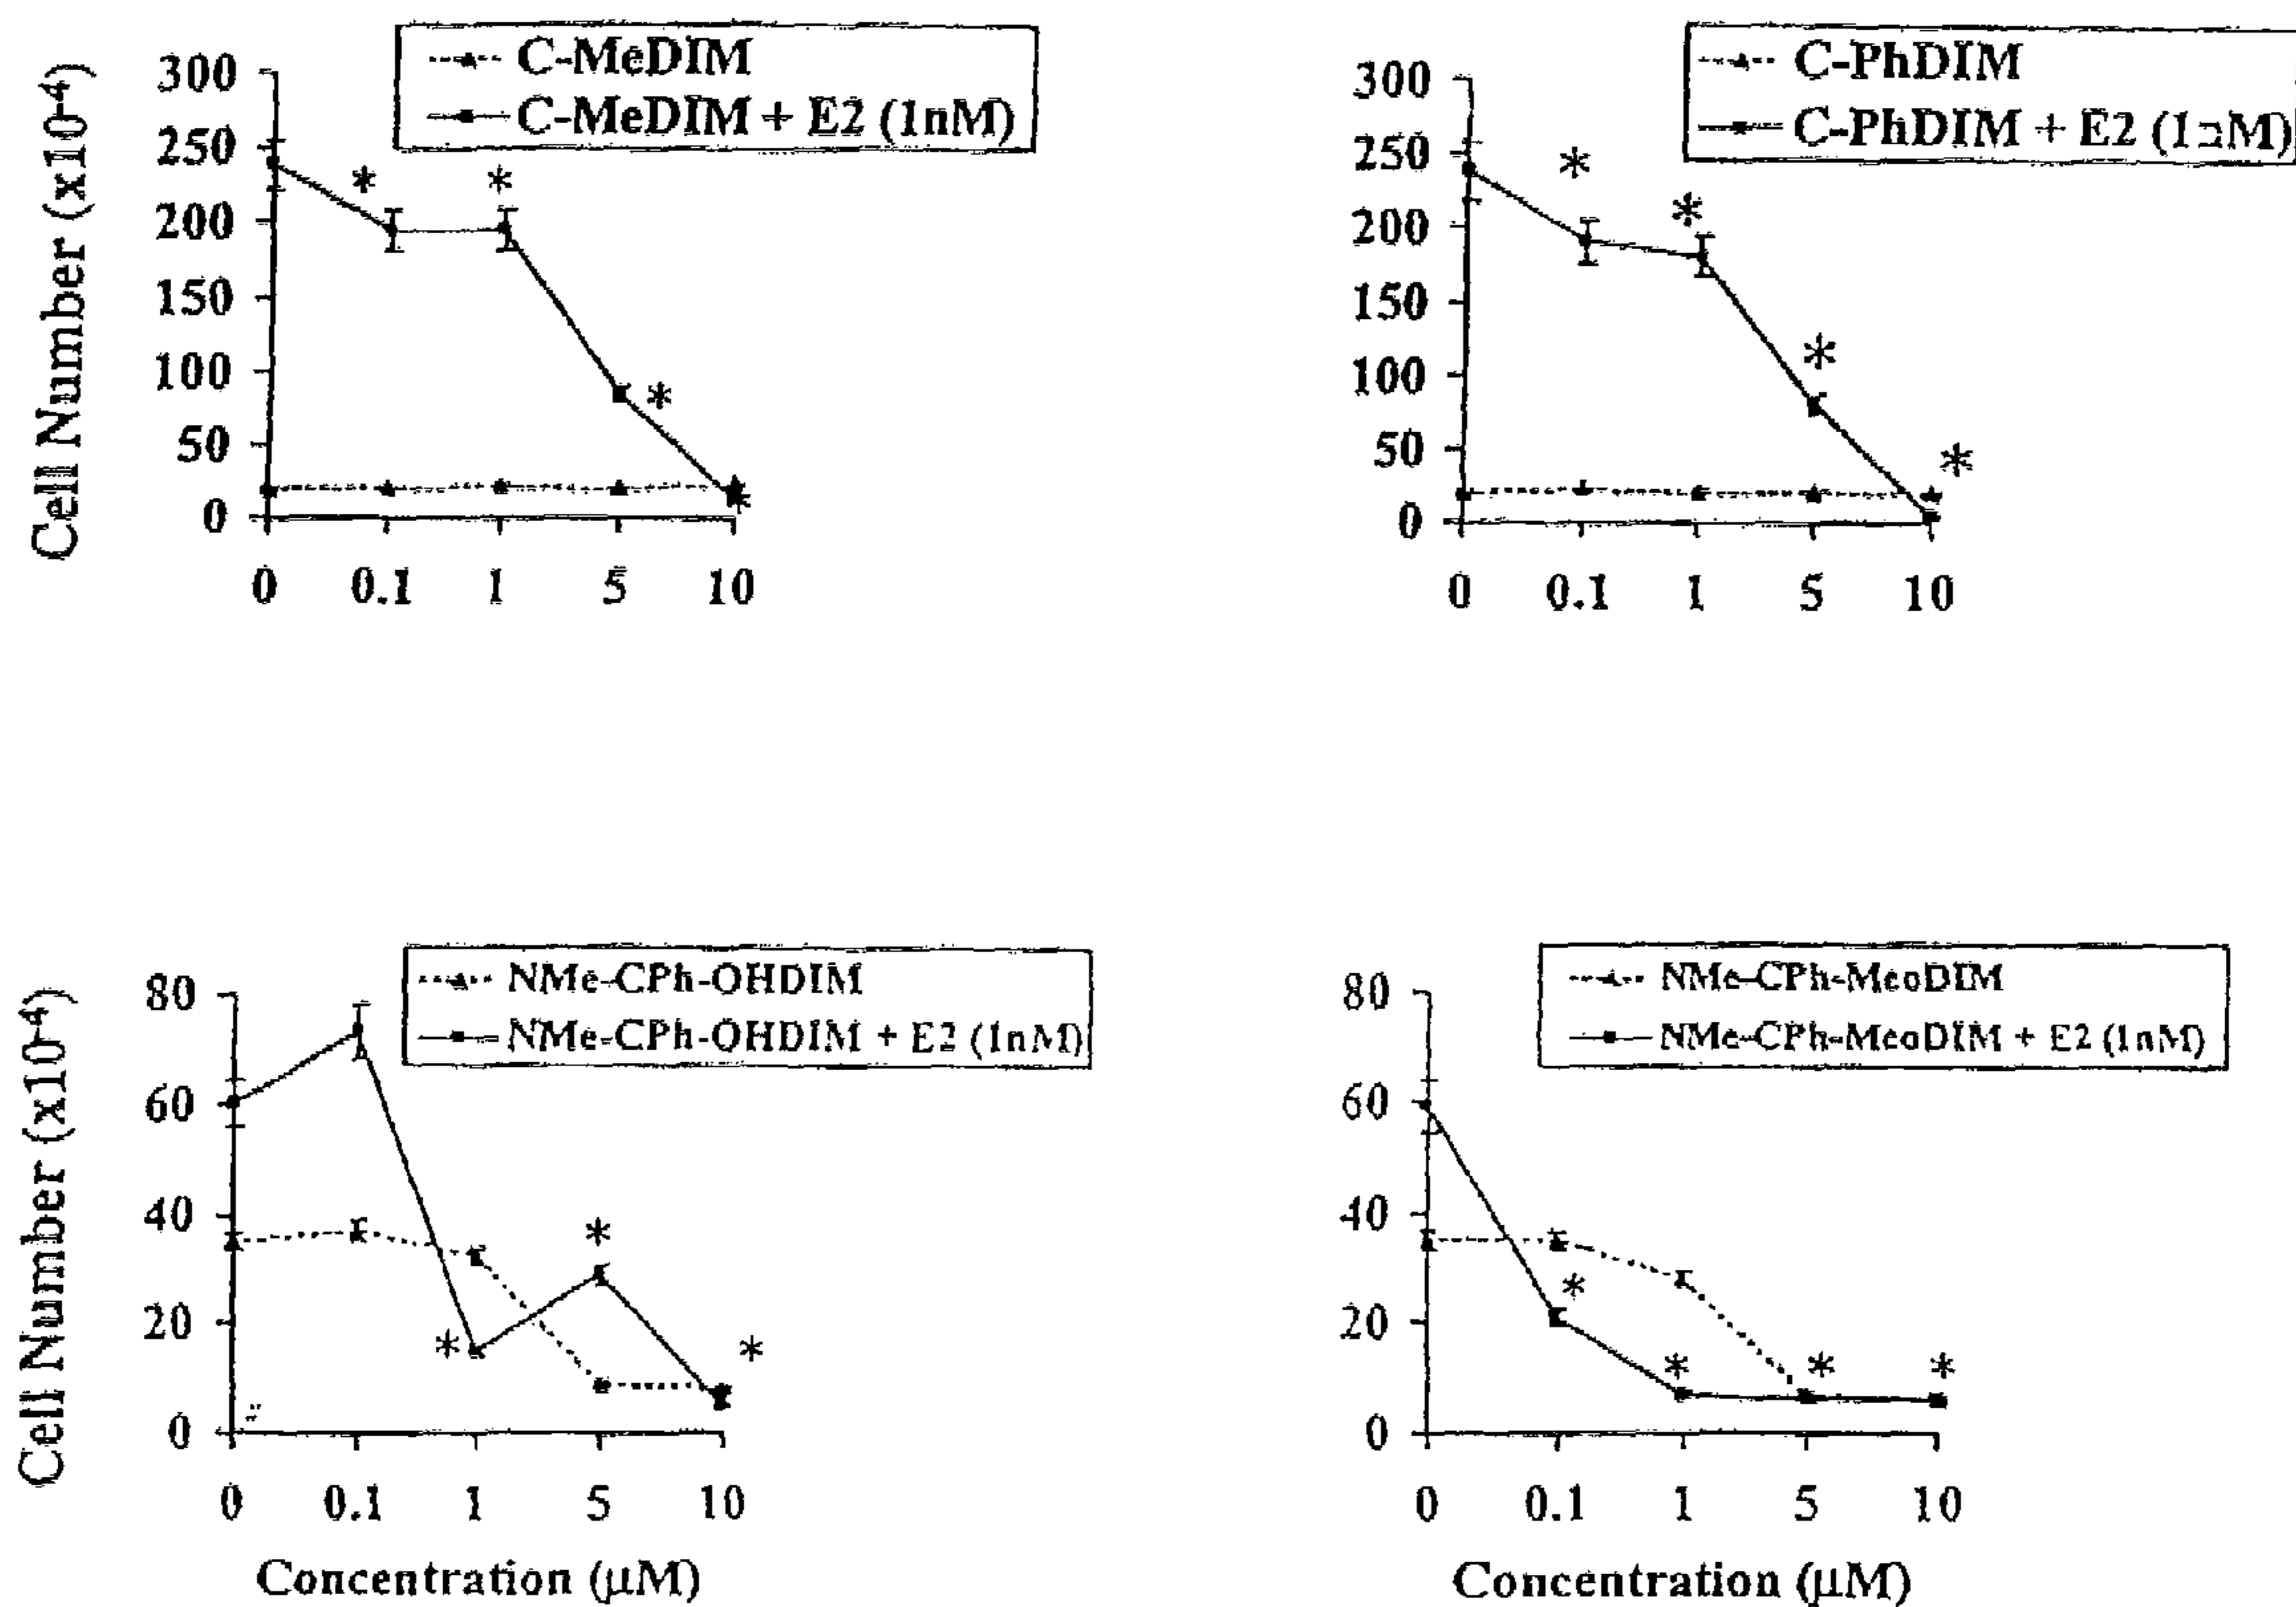 C-MeDIM
C-MeDIM + E2 (1nM)
Cell Number (x10-4)
300
250
200
150
100
50
0
* * * *
0 0.1 1 5 10
C-PhDIM
C-PhDIM + E2 (1nM)
300
250
200
150
100
50
0
* * * *
0 0.1 1 5 10
NMe-CPh-OHDIM
NMe-CPh-OHDIM + E2 (1nM)
Cell Number (x10-4)
80
60
40
20
0
* * *
0 0.1 1 5 10
Concentration (μM)
NMe-CPh-MeoDIM
NMe-CPh-MeoDIM + E2 (1nM)
80
60
40
20
0
* * * *
0 0.1 1 5 10
Concentration (μM)